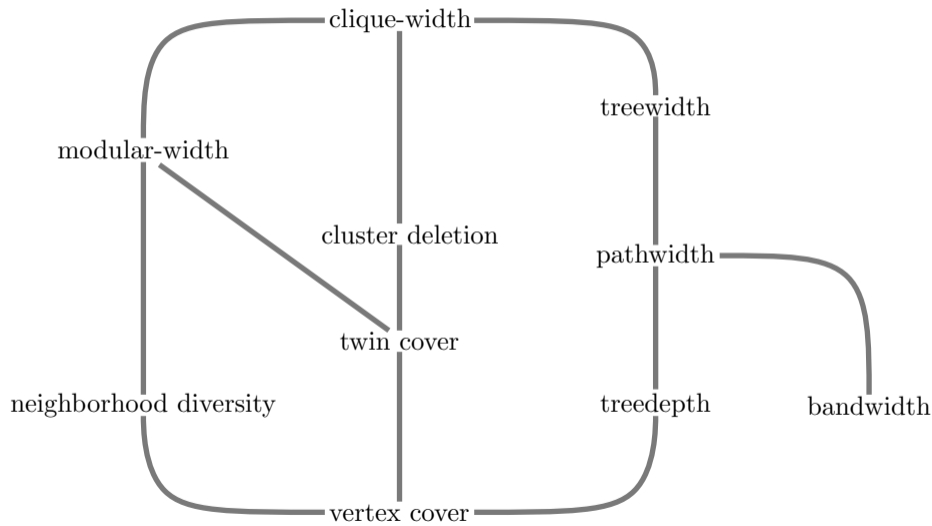 clique-width
treewidth
modular-width
cluster deletion
pathwidth
twin cover
neighborhood diversity
treedepth
bandwidth
vertex cover